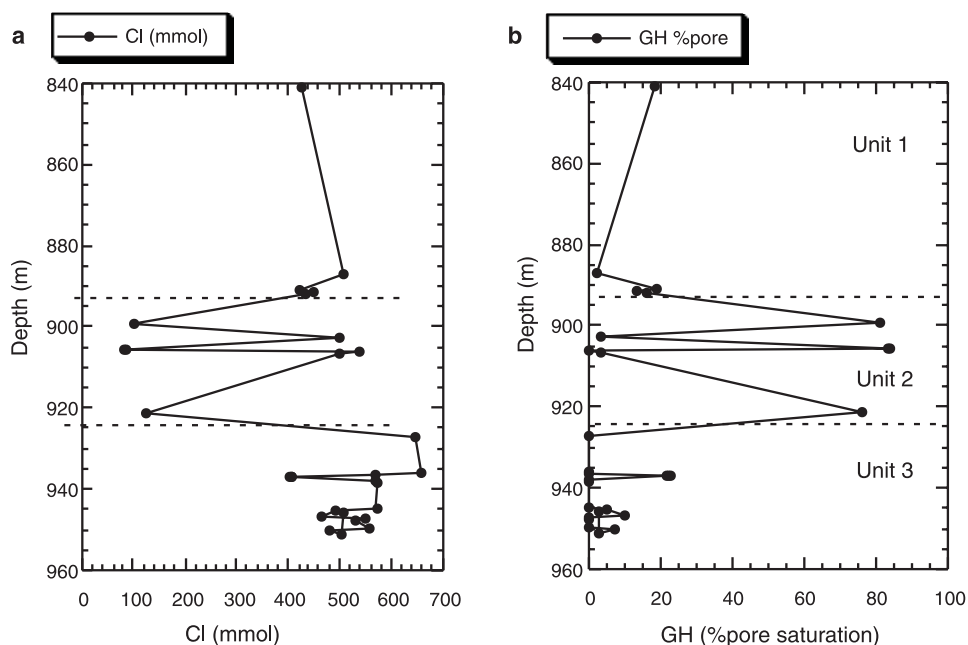 a
Cl (mmol)
840
860
880
900
920
940
960
Depth (m)
0 100 200 300 400 500 600 700
Cl (mmol)
b
GH %pore
840
860
880
900
920
940
960
Depth (m)
Unit 1
Unit 2
Unit 3
0 20 40 60 80 100
GH (%pore saturation)